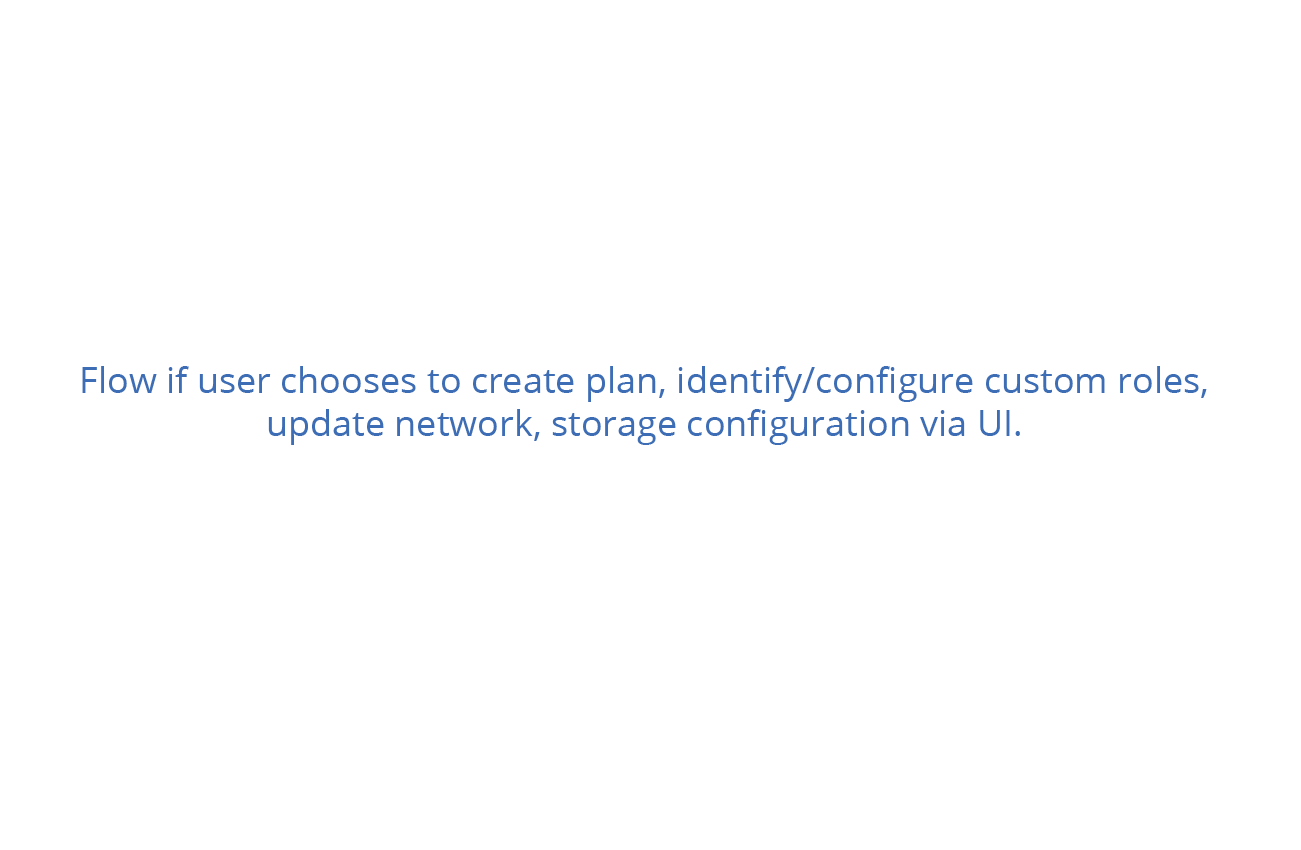 Flow if user chooses to create plan, identify/configure custom roles,
update network, storage configuration via UI.